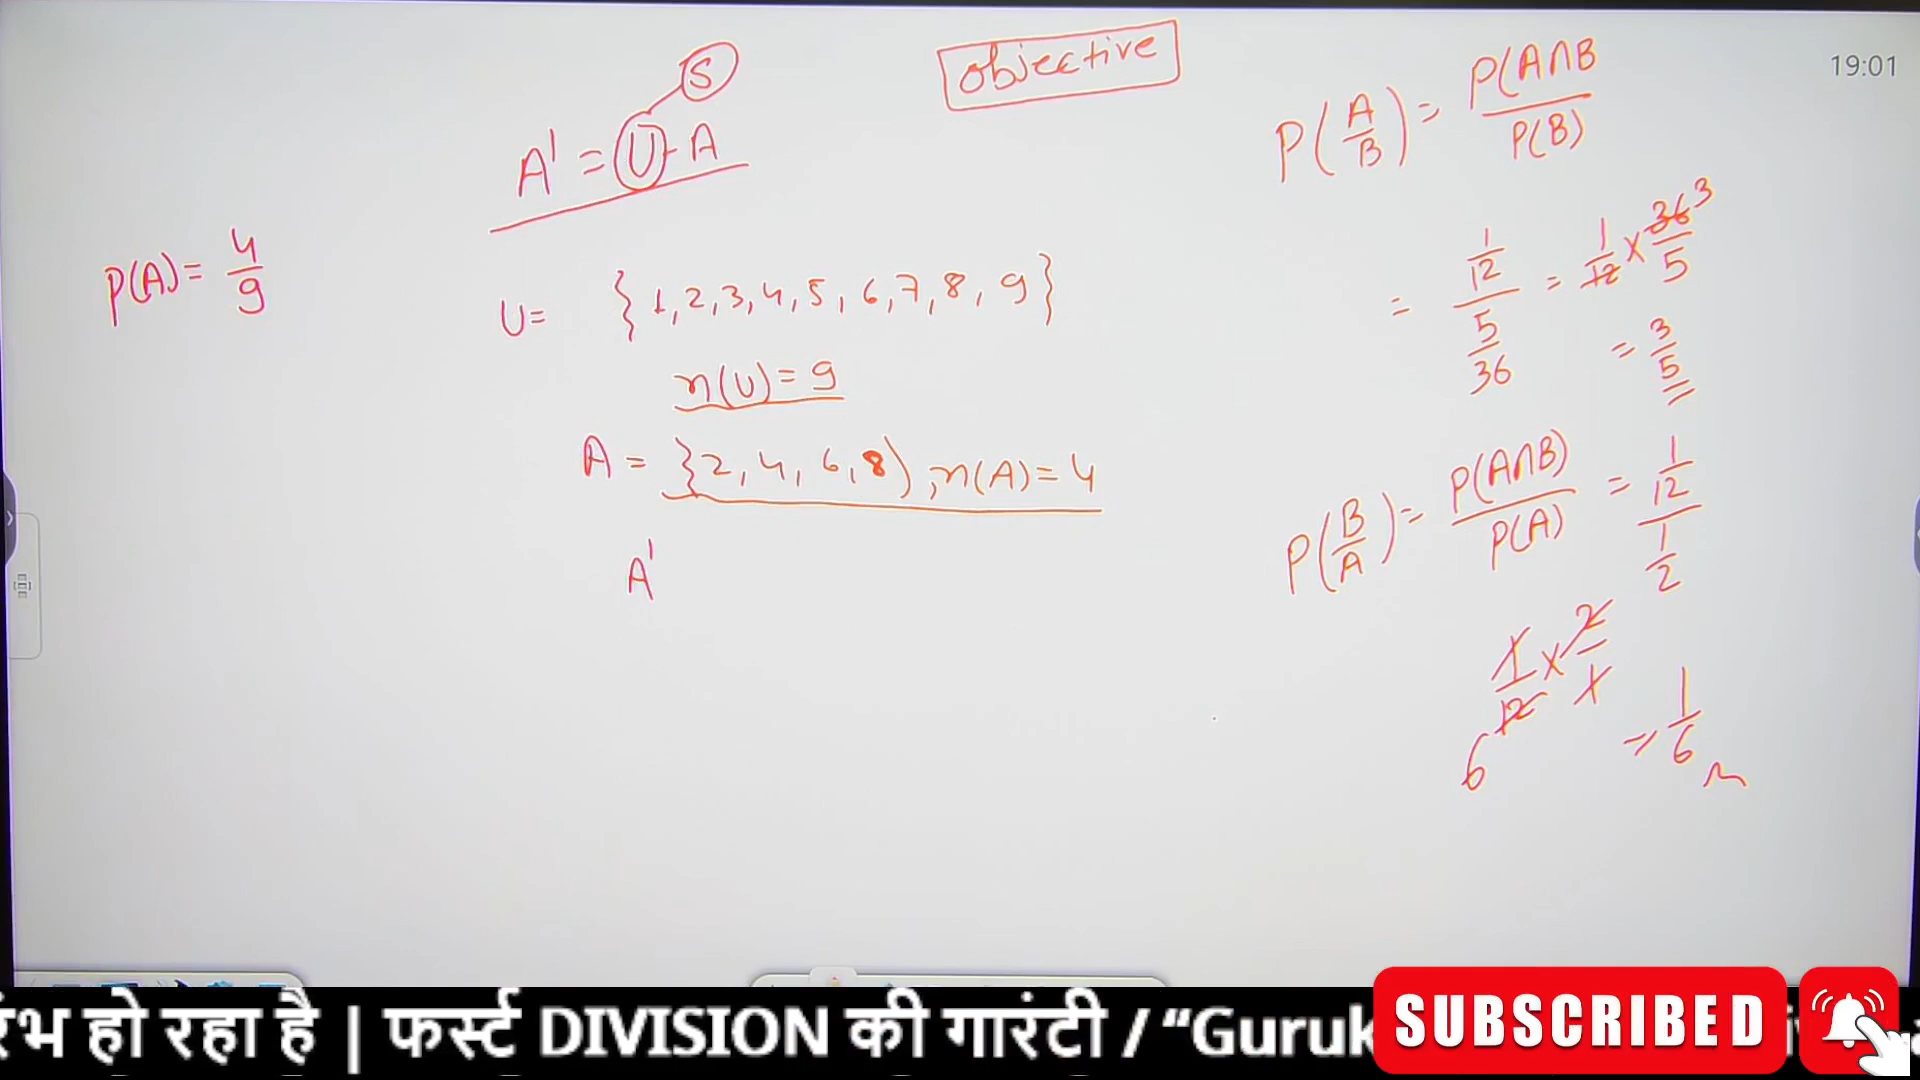 S
objective
19:01
A' = U - A
P(A/B) = P(A∩B / P(B)
P(A) = 4/9
U = {1, 2, 3, 4, 5, 6, 7, 8, 9}
= 1/12 / 5/36 = 1/12 × 36/5 3
n(U) = 9
= 3/5
A = {2, 4, 6, 8), n(A) = 4
P(B/A) = P(A∩B) / P(A) = 1/12 / 1/2
A'
1/12 × 2/1
6
= 1/6
रंभ हो रहा है | फर्स्ट DIVISION की गारंटी / “Guruk
SUBSCRIBED